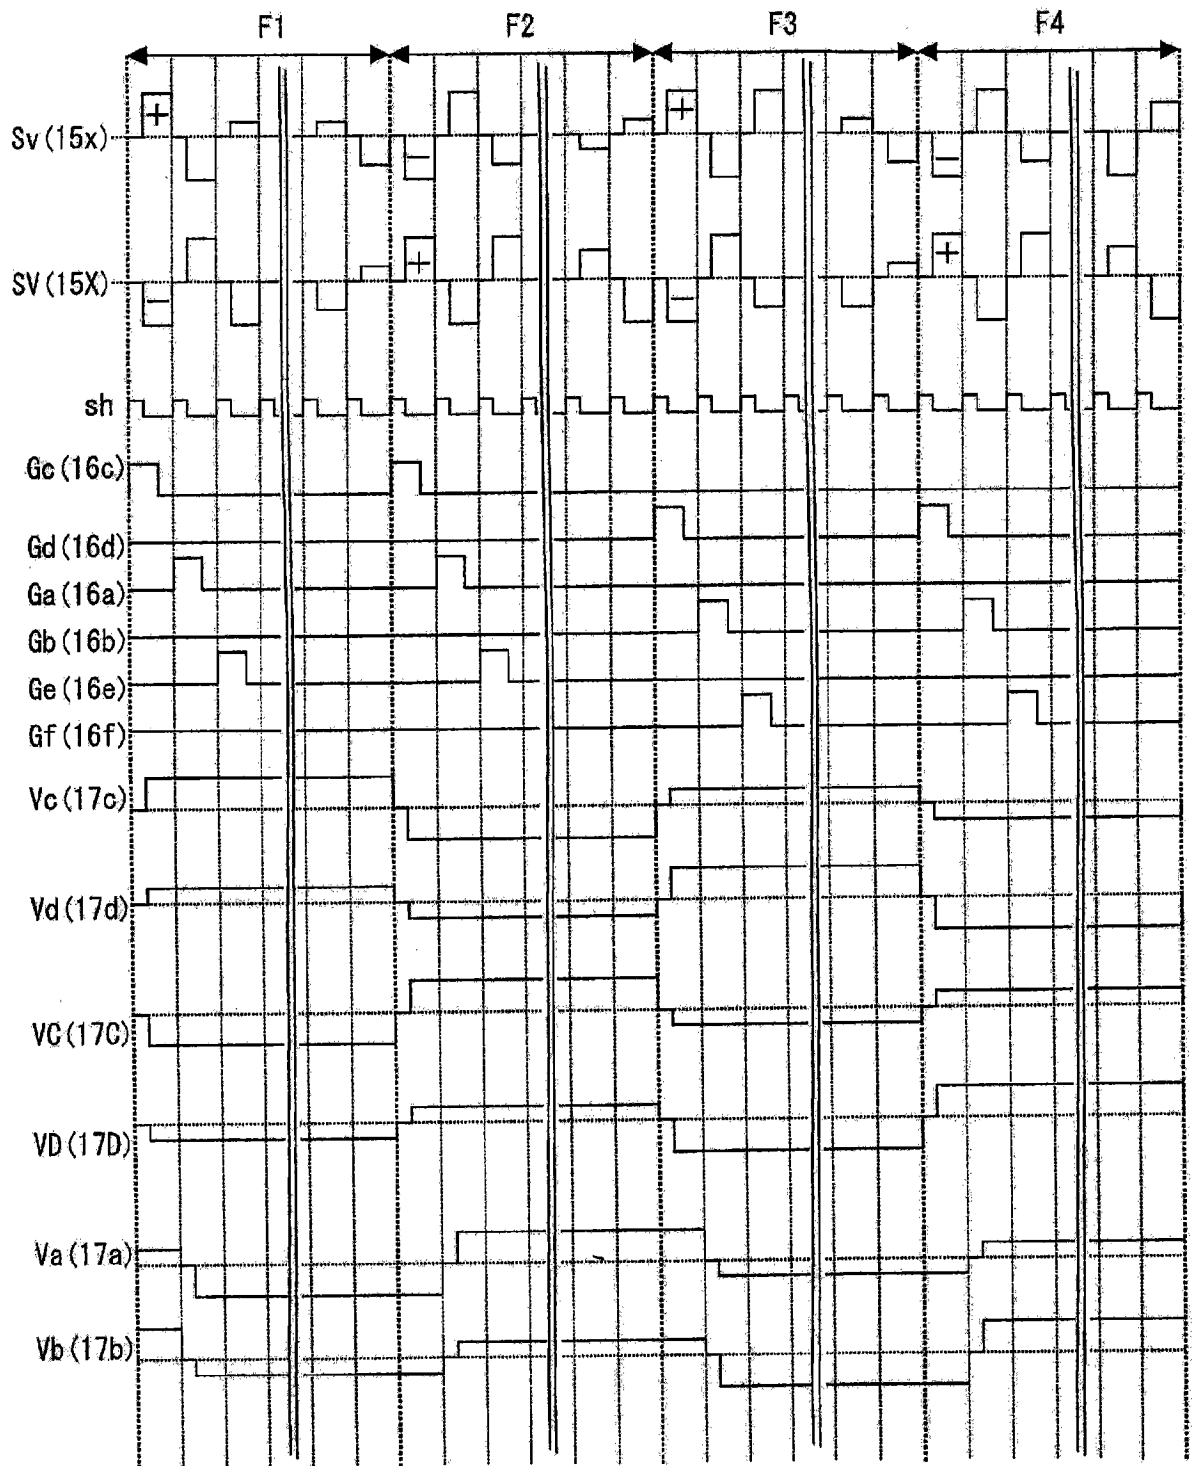 F1 F2 F3 F4
Sv(15x)
+ − + −
SV(15X)
− + − +
sh
Gc(16c)
Gd(16d)
Ga(16a)
Gb(16b)
Ge(16e)
Gf(16f)
Vc(17c)
Vd(17d)
VC(17C)
VD(17D)
Va(17a)
Vb(17b)